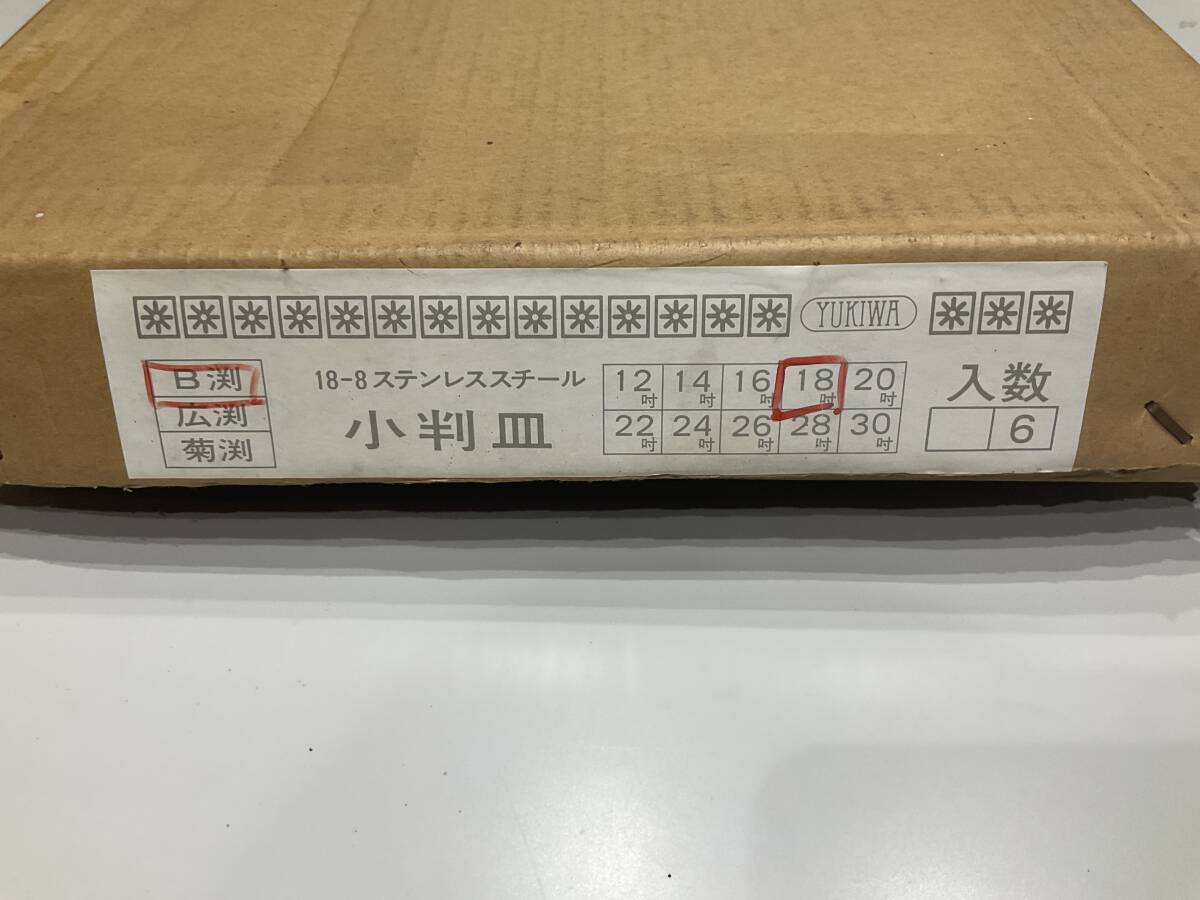 YUKIWA
B渕
広渕
菊渕
18-8ステンレススチール
小判皿
12吋 14吋 16吋 18吋 20吋
22吋 24吋 26吋 28吋 30吋
入数
6